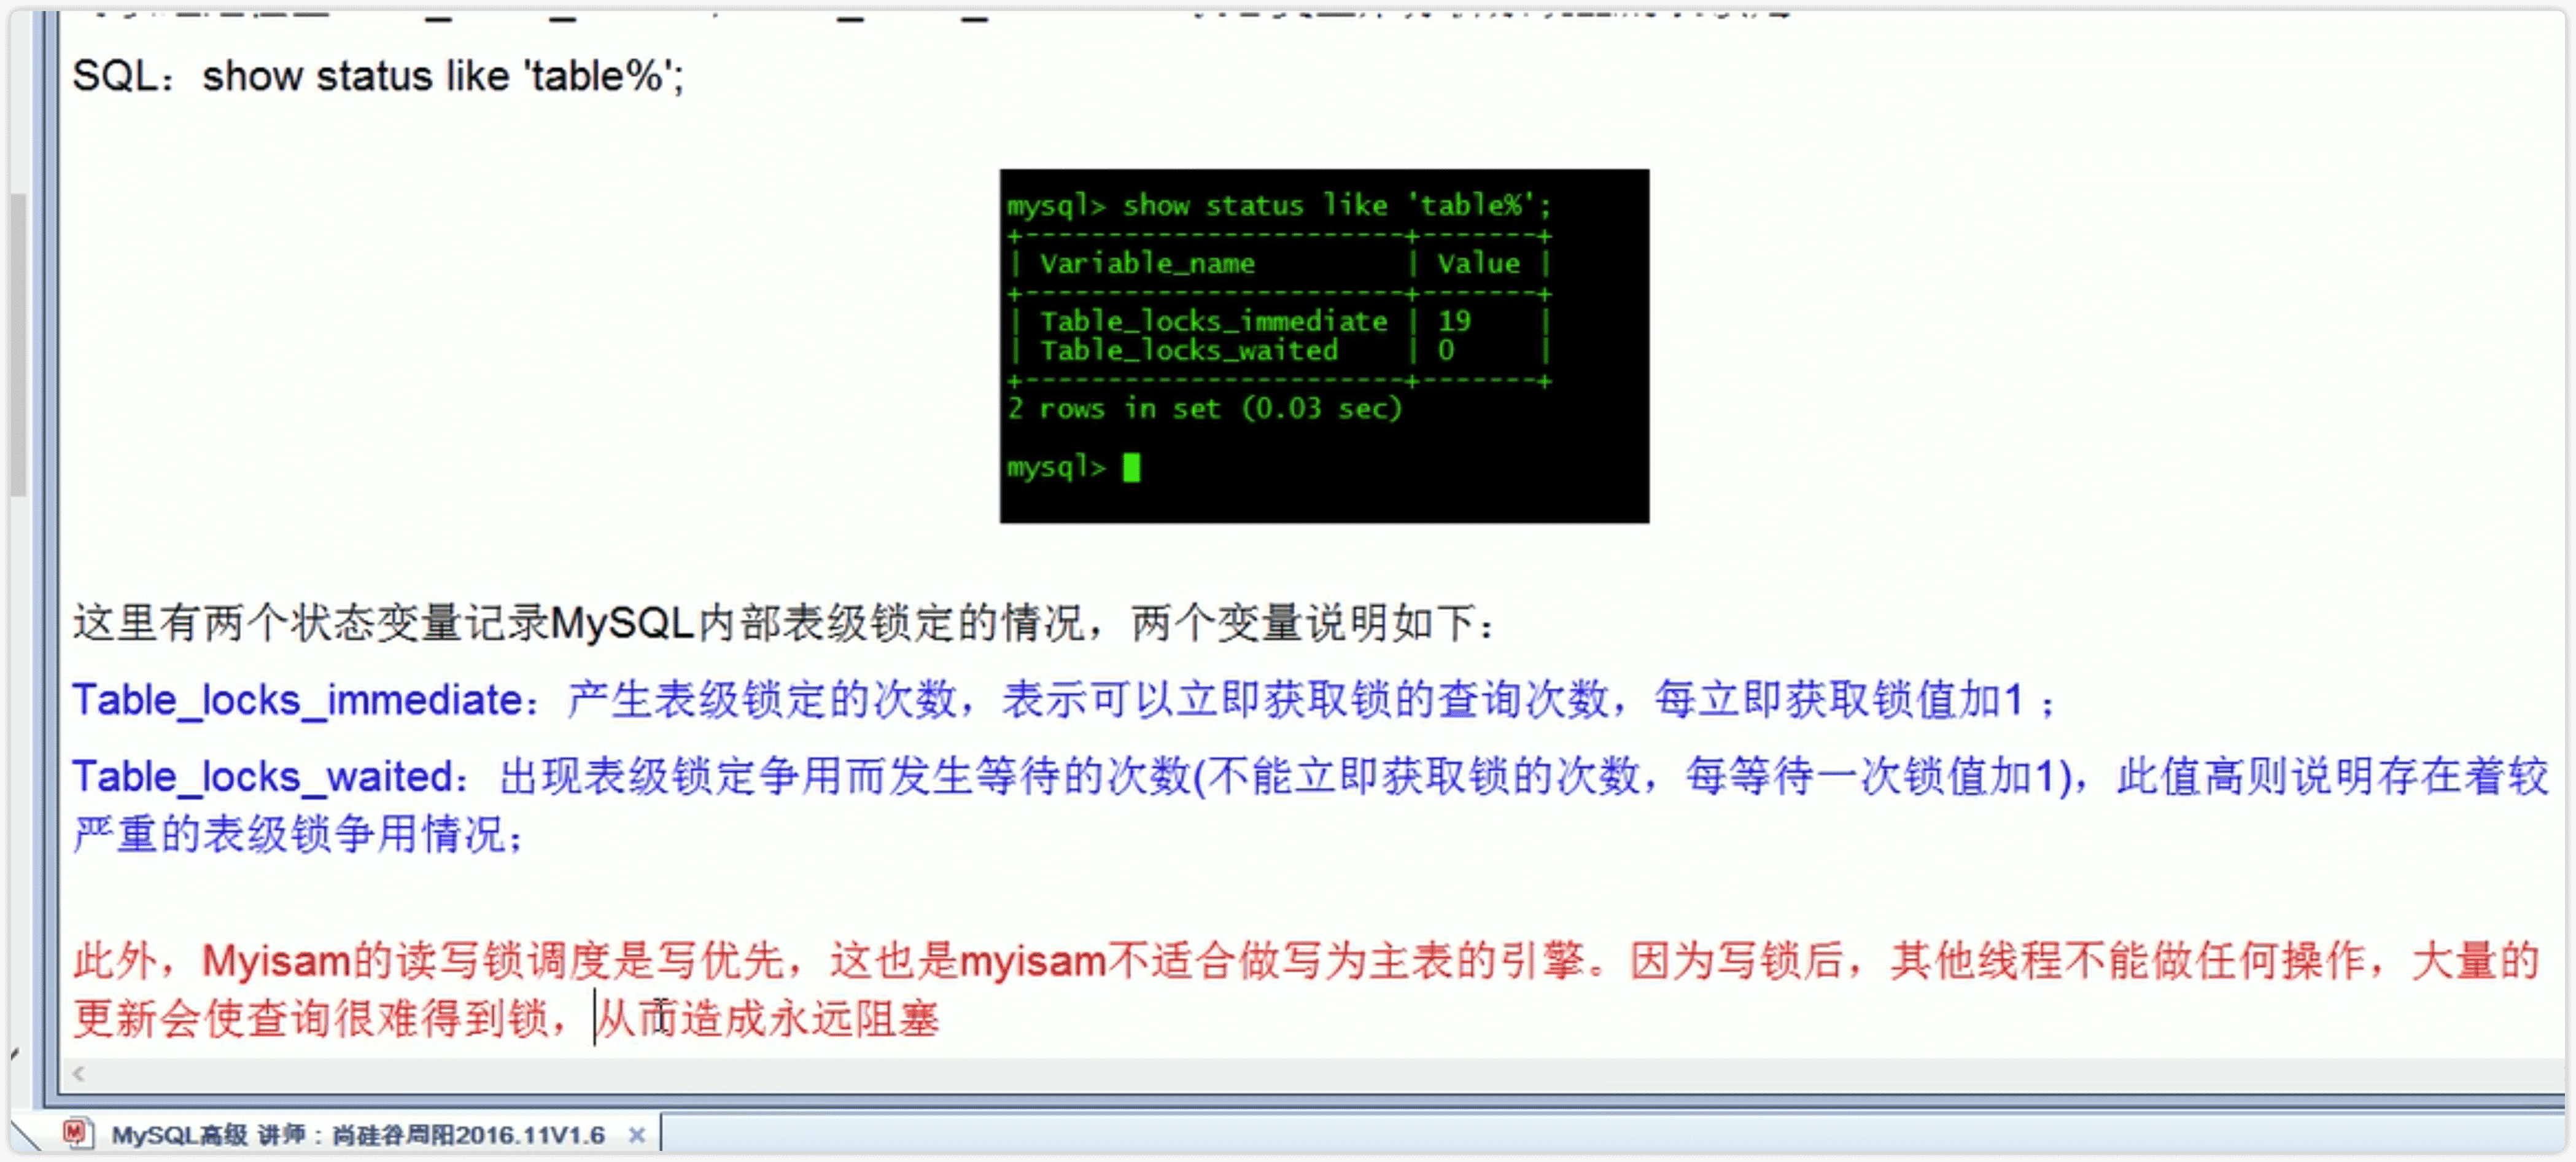 SQL：show status like 'table%';
mysql> show status like 'table%';
+-----------------------+-------+
| Variable_name         | Value |
+-----------------------+-------+
| Table_locks_immediate | 19    |
| Table_locks_waited    | 0     |
+-----------------------+-------+
2 rows in set (0.03 sec)
mysql>
这里有两个状态变量记录MySQL内部表级锁定的情况，两个变量说明如下：
Table_locks_immediate：产生表级锁定的次数，表示可以立即获取锁的查询次数，每立即获取锁值加1 ；
Table_locks_waited：出现表级锁定争用而发生等待的次数(不能立即获取锁的次数，每等待一次锁值加1)，此值高则说明存在着较
严重的表级锁争用情况；
此外，Myisam的读写锁调度是写优先，这也是myisam不适合做写为主表的引擎。因为写锁后，其他线程不能做任何操作，大量的
更新会使查询很难得到锁，从而造成永远阻塞
MySQL高级 讲师：尚硅谷周阳2016.11V1.6